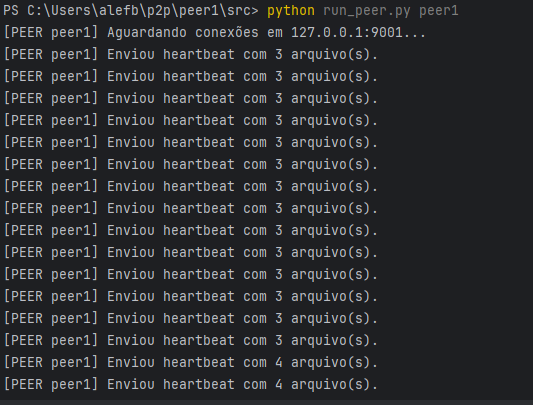 PS C:\Users\alefb\p2p\peer1\src> python run_peer.py peer1
[PEER peer1] Aguardando conexões em 127.0.0.1:9001...
[PEER peer1] Enviou heartbeat com 3 arquivo(s).
[PEER peer1] Enviou heartbeat com 3 arquivo(s).
[PEER peer1] Enviou heartbeat com 3 arquivo(s).
[PEER peer1] Enviou heartbeat com 3 arquivo(s).
[PEER peer1] Enviou heartbeat com 3 arquivo(s).
[PEER peer1] Enviou heartbeat com 3 arquivo(s).
[PEER peer1] Enviou heartbeat com 3 arquivo(s).
[PEER peer1] Enviou heartbeat com 3 arquivo(s).
[PEER peer1] Enviou heartbeat com 3 arquivo(s).
[PEER peer1] Enviou heartbeat com 3 arquivo(s).
[PEER peer1] Enviou heartbeat com 3 arquivo(s).
[PEER peer1] Enviou heartbeat com 3 arquivo(s).
[PEER peer1] Enviou heartbeat com 3 arquivo(s).
[PEER peer1] Enviou heartbeat com 3 arquivo(s).
[PEER peer1] Enviou heartbeat com 4 arquivo(s).
[PEER peer1] Enviou heartbeat com 4 arquivo(s).